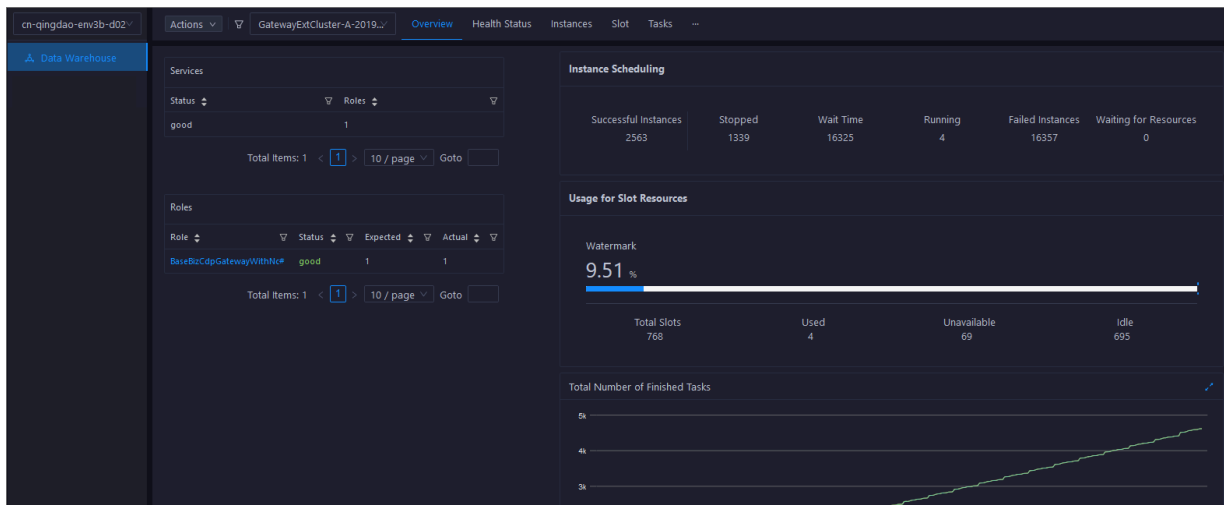 cn-qingdao-env3b-d02
Actions
GatewayExtCluster-A-2019...
Overview
Health Status
Instances
Slot
Tasks
...
Data Warehouse
Services
Status Roles
good 1
Total Items: 1 < 1 > 10 / page Goto
Roles
Role Status Expected Actual
BaseBizCdpGatewayWithNc# good 1 1
Total Items: 1 < 1 > 10 / page Goto
Instance Scheduling
Successful Instances Stopped Wait Time Running Failed Instances Waiting for Resources
2563 1339 16325 4 16357 0
Usage for Slot Resources
Watermark
9.51 %
Total Slots Used Unavailable Idle
768 4 69 695
Total Number of Finished Tasks
5k
4k
3k